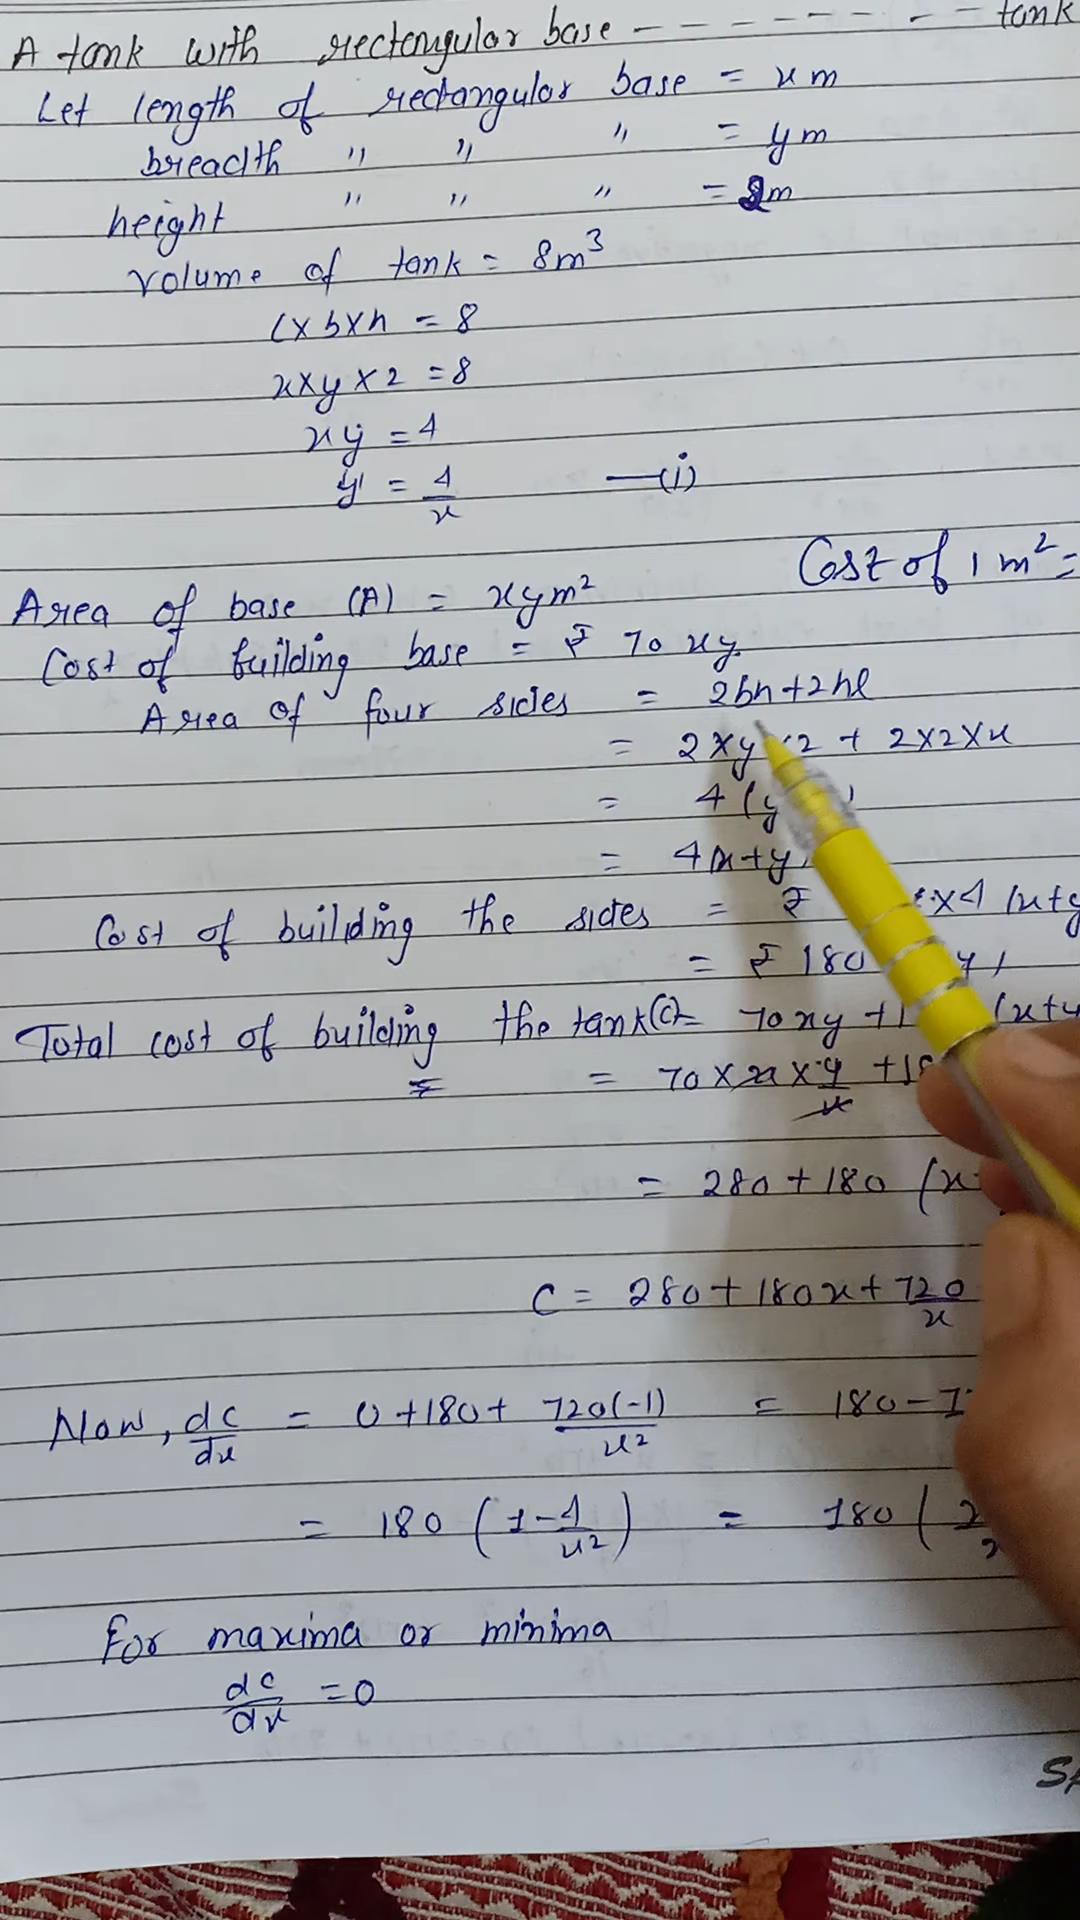 A tank with rectangular base - - - - - - - - - tank
Let length of rectangular base = x m
breadth " " " = y m
height " " " = 2m
volume of tank = 8m³
l×b×h = 8
x×y×2 = 8
xy = 4
y = 4/x —(i)
Cost of 1 m² =
Area of base (A) = xy m²
Cost of building base = ₹ 70 xy
Area of four sides = 2bh+2hl
= 2×y×2 + 2×2×x
= 4(y
= 4(x+y)
Cost of building the sides = ₹ ×4(x+y
= ₹ 180 y)
Total cost of building the tank(C)= 70xy + 1 (x+y
= = 70×x×4/x +18
= 280+180 (x
C = 280+180x+720/x
Now, dc/dx = 0+180+ 720(-1)/x² = 180-7
= 180 (1-4/x²) = 180 (
For maxima or minima
dc/dx = 0